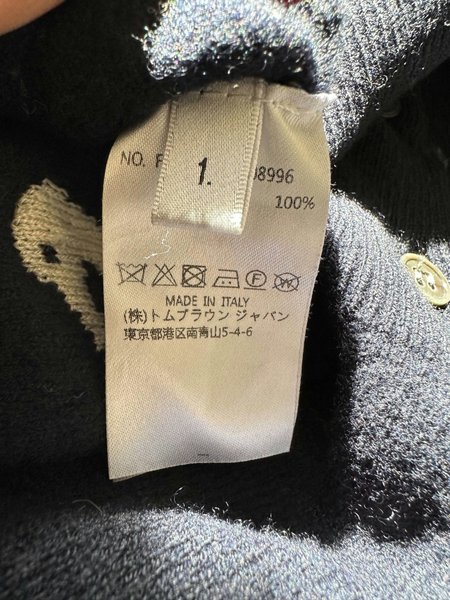 NO.
1.
8996
100%
MADE IN ITALY
(株)トムブラウン ジャパン
東京都港区南青山5-4-6